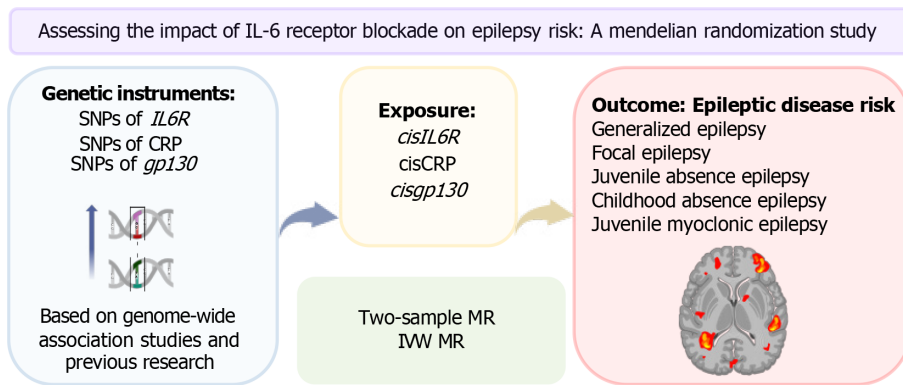 Assessing the impact of IL-6 receptor blockade on epilepsy risk: A mendelian randomization study
Genetic instruments:
SNPs of IL6R
SNPs of CRP
SNPs of gp130
Based on genome-wide
association studies and
previous research
Exposure:
cisIL6R
cisCRP
cisgp130
Two-sample MR
IVW MR
Outcome: Epileptic disease risk
Generalized epilepsy
Focal epilepsy
Juvenile absence epilepsy
Childhood absence epilepsy
Juvenile myoclonic epilepsy